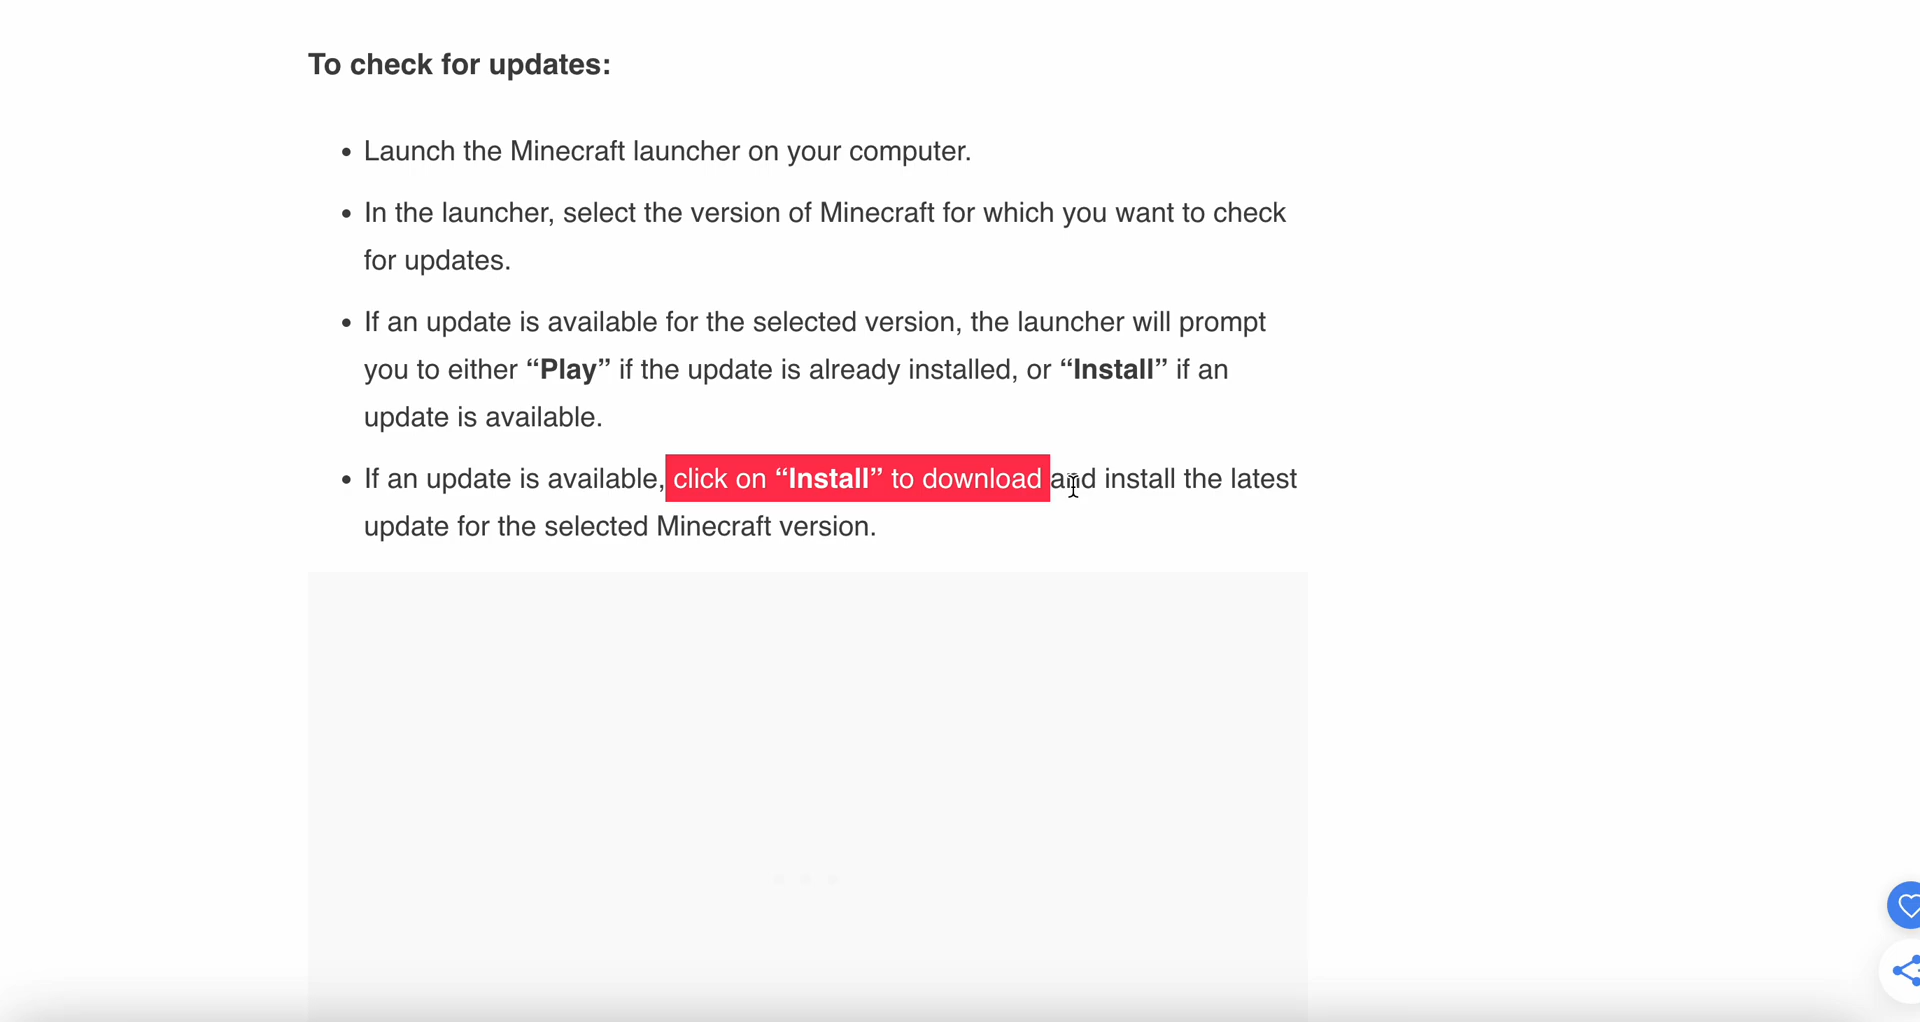 To check for updates:
• Launch the Minecraft launcher on your computer.
• In the launcher, select the version of Minecraft for which you want to check
for updates.
• If an update is available for the selected version, the launcher will prompt
you to either “Play” if the update is already installed, or “Install” if an
update is available.
• If an update is available, click on “Install” to download and install the latest
update for the selected Minecraft version.